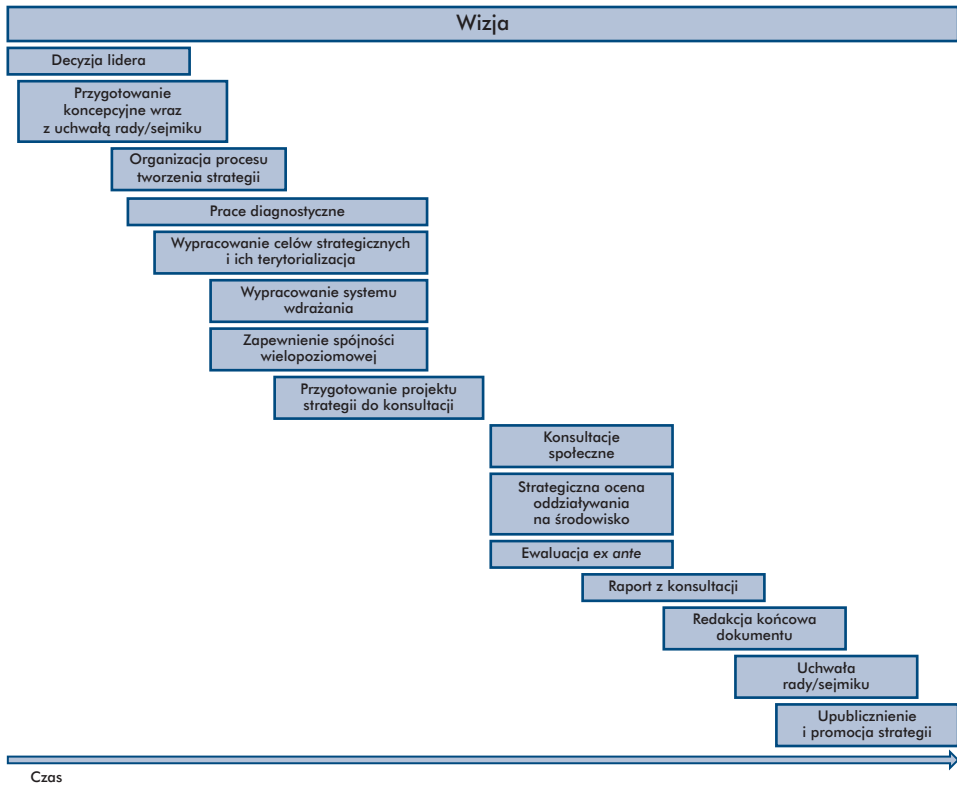 Wizja
Decyzja lidera
Przygotowanie
koncepcyjne wraz
z uchwałą rady/sejmiku
Organizacja procesu
tworzenia strategii
Prace diagnostyczne
Wypracowanie celów strategicznych
i ich terytorializacja
Wypracowanie systemu
wdrażania
Zapewnienie spójności
wielopoziomowej
Przygotowanie projektu
strategii do konsultacji
Konsultacje
społeczne
Strategiczna ocena
oddziaływania
na środowisko
Ewaluacja ex ante
Raport z konsultacji
Redakcja końcowa
dokumentu
Uchwała
rady/sejmiku
Upublicznienie
i promocja strategii
Czas